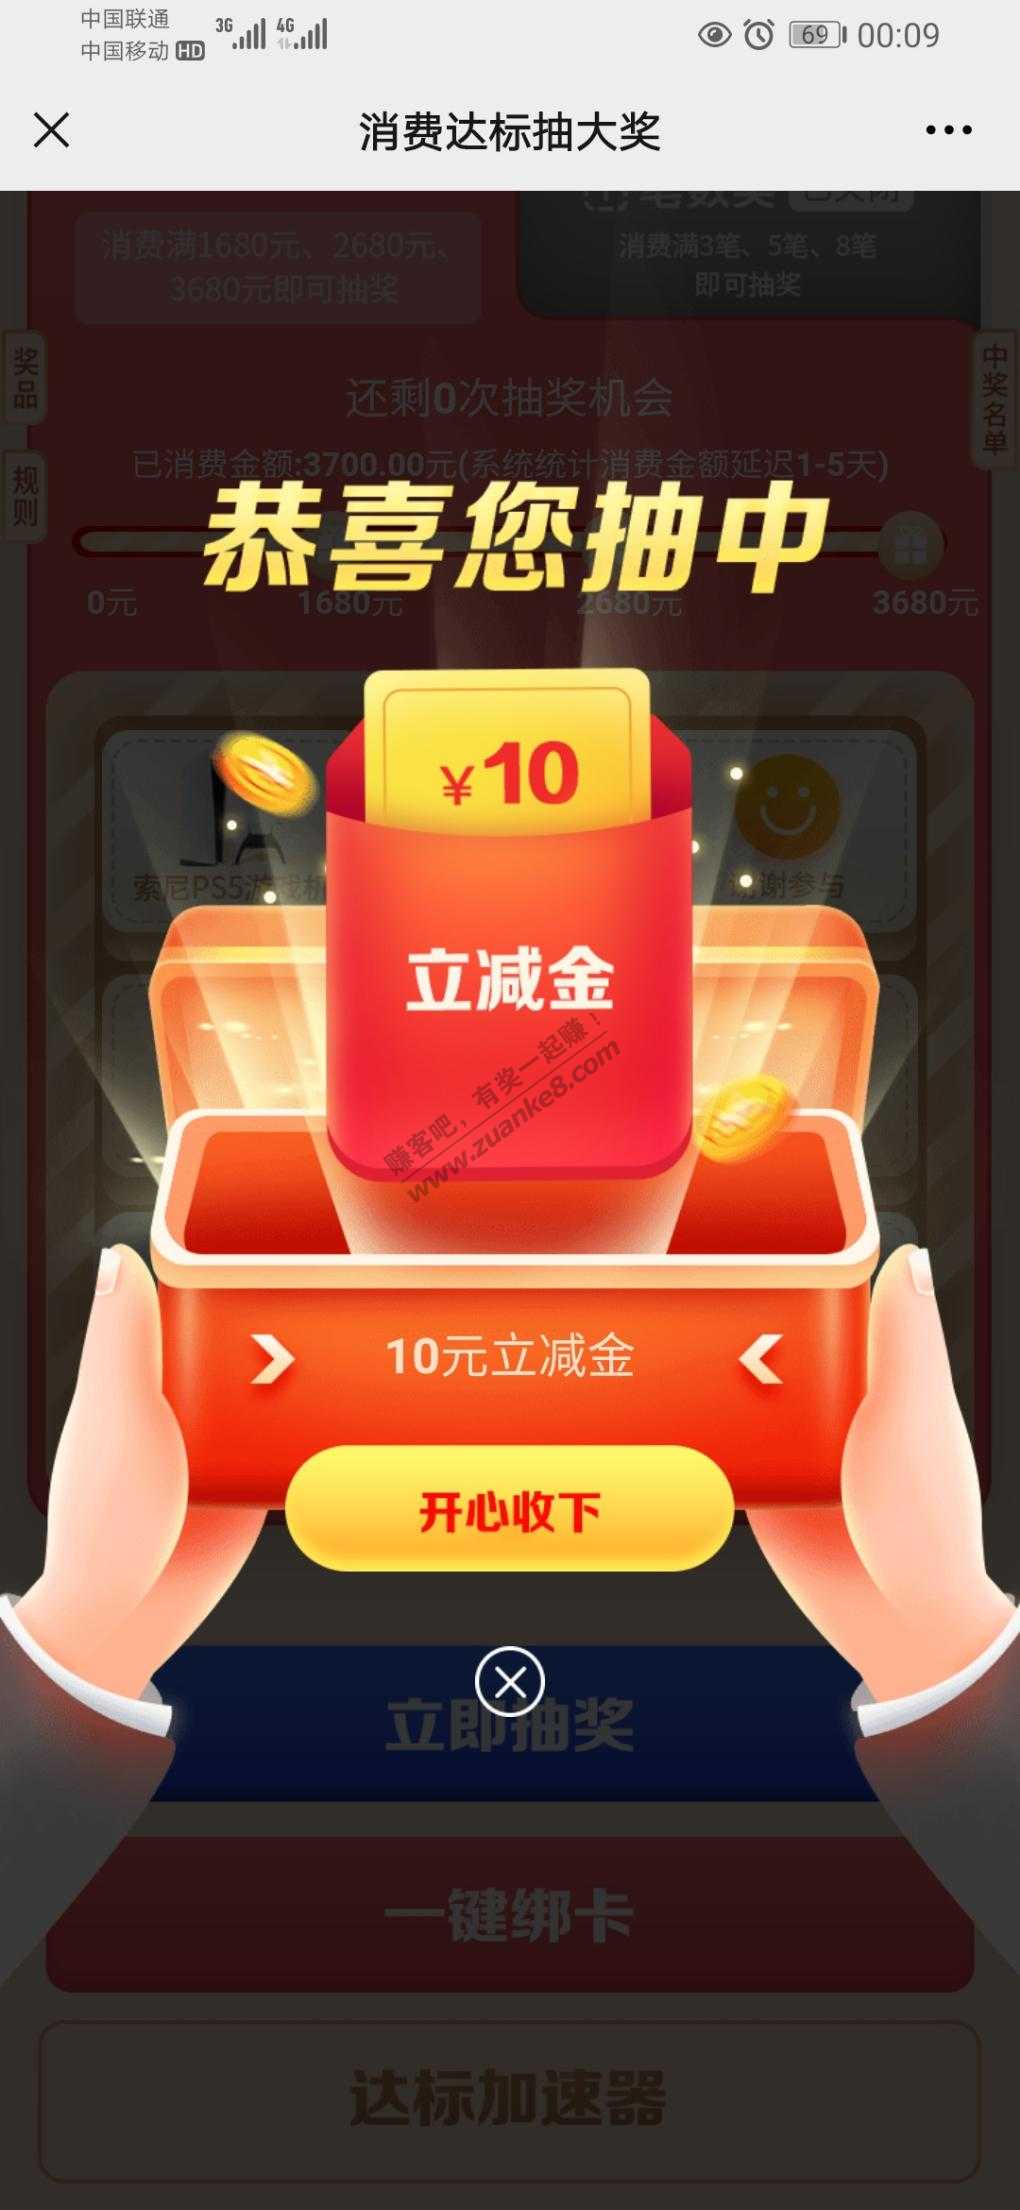 中国联通
中国移动 HD
3G
4G
69
00:09
消费达标抽大奖
消费满1680元、2680元、
3680元即可抽奖
笔数奖 已关闭
消费满3笔、5笔、8笔
即可抽奖
奖品
规则
中奖名单
还剩0次抽奖机会
已消费金额:3700.00元(系统统计消费金额延迟1-5天)
恭喜您抽中
0元
1680元
2680元
3680元
¥10
索尼PS5游戏机
谢谢参与
立减金
赚客吧，有奖一起赚！
www.zuanke8.com
10元立减金
开心收下
立即抽奖
一键绑卡
达标加速器